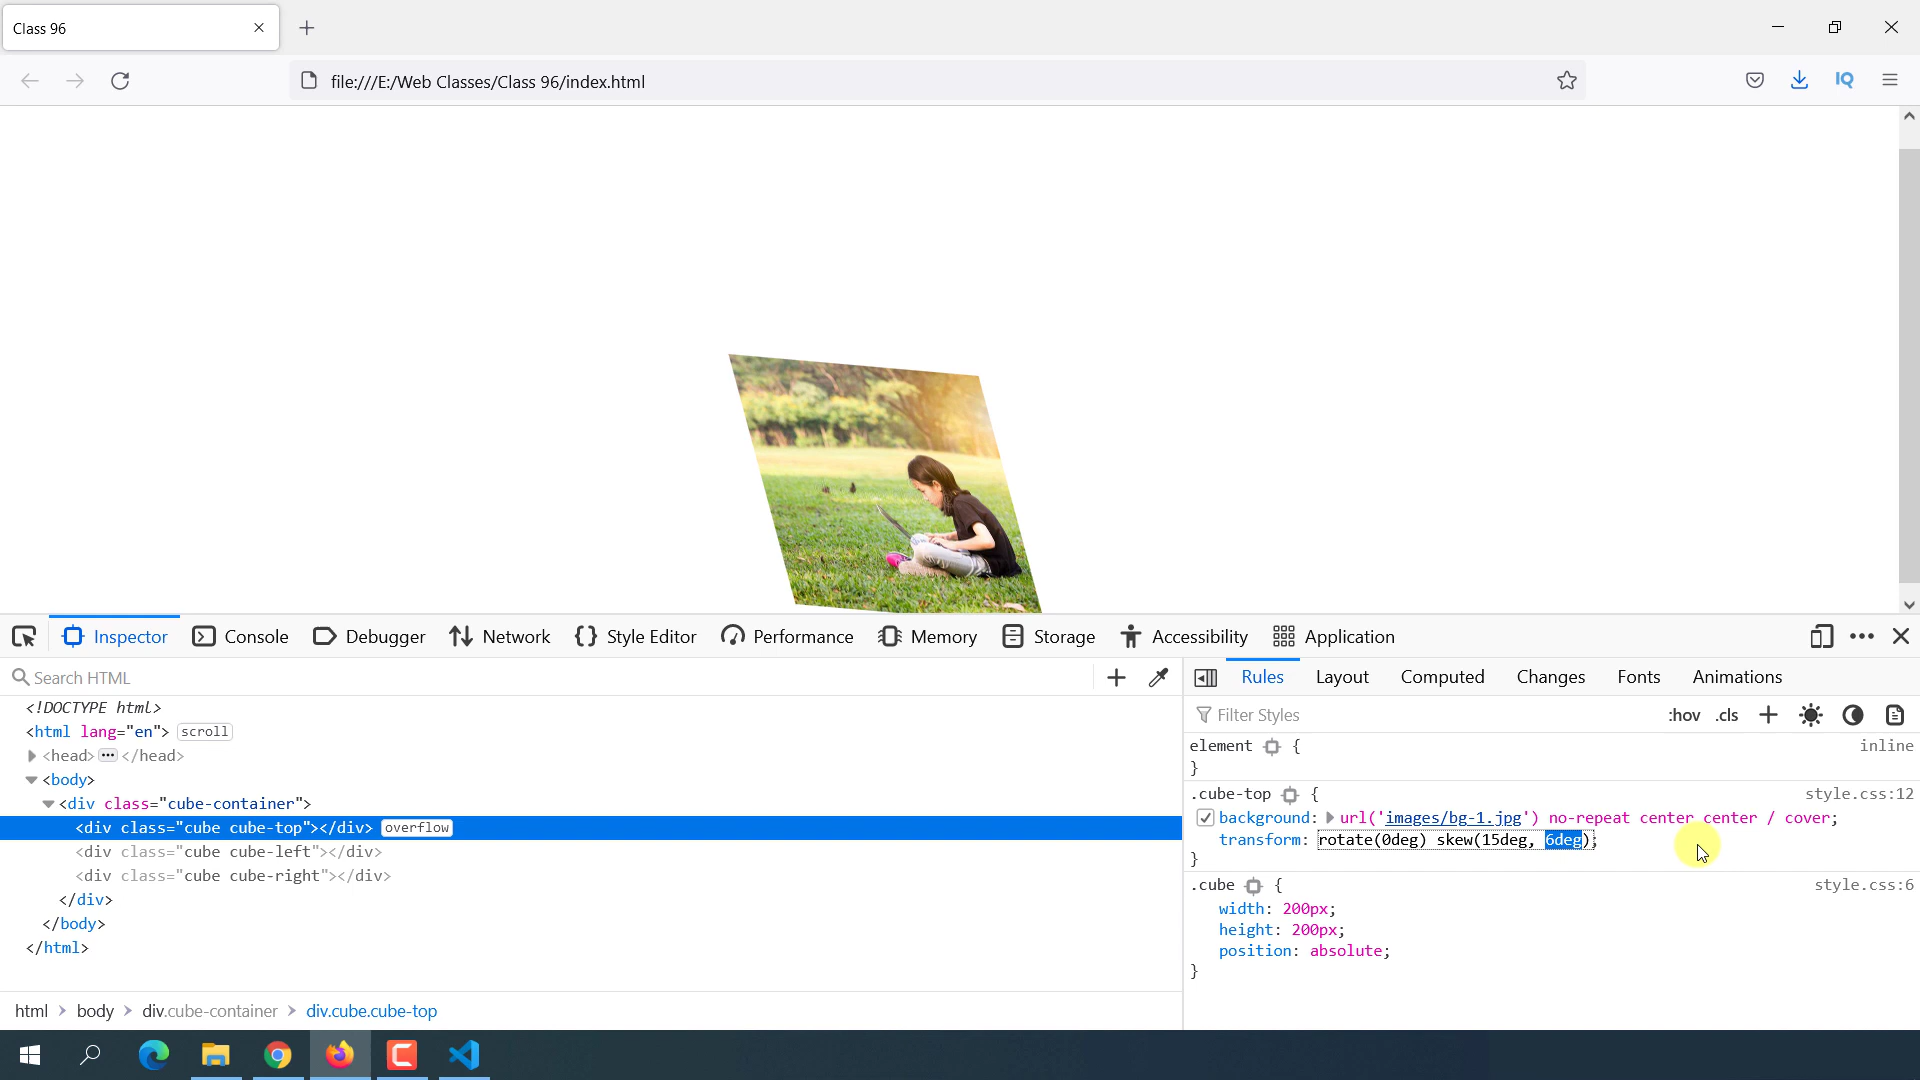 Class 96
file:///E:/Web Classes/Class 96/index.html
IQ
Inspector
Console
Debugger
Network
Style Editor
Performance
Memory
Storage
Accessibility
Application
Search HTML
Rules
Layout
Computed
Changes
Fonts
Animations
Filter Styles
:hov
.cls
<!DOCTYPE html>
<html lang="en"> scroll
<head> ••• </head>
<body>
<div class="cube-container">
<div class="cube cube-top"></div> overflow
<div class="cube cube-left"></div>
<div class="cube cube-right"></div>
</div>
</body>
</html>
element { inline
}
.cube-top { style.css:12
background: url('images/bg-1.jpg') no-repeat center center / cover;
transform: rotate(0deg) skew(15deg, 6deg);
}
.cube { style.css:6
width: 200px;
height: 200px;
position: absolute;
}
html > body > div.cube-container > div.cube.cube-top